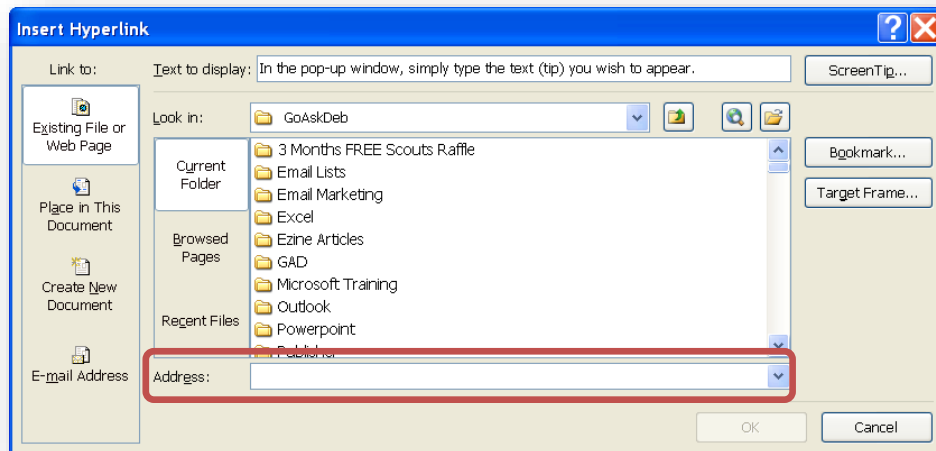 Insert Hyperlink
Link to:
Text to display: In the pop-up window, simply type the text (tip) you wish to appear.
ScreenTip...
Existing File or
Web Page
Look in: GoAskDeb
Current
Folder
3 Months FREE Scouts Raffle
Email Lists
Email Marketing
Excel
Ezine Articles
GAD
Microsoft Training
Outlook
Powerpoint
Publisher
Bookmark...
Target Frame...
Place in This
Document
Browsed
Pages
Create New
Document
Recent Files
E-mail Address
Address:
OK
Cancel